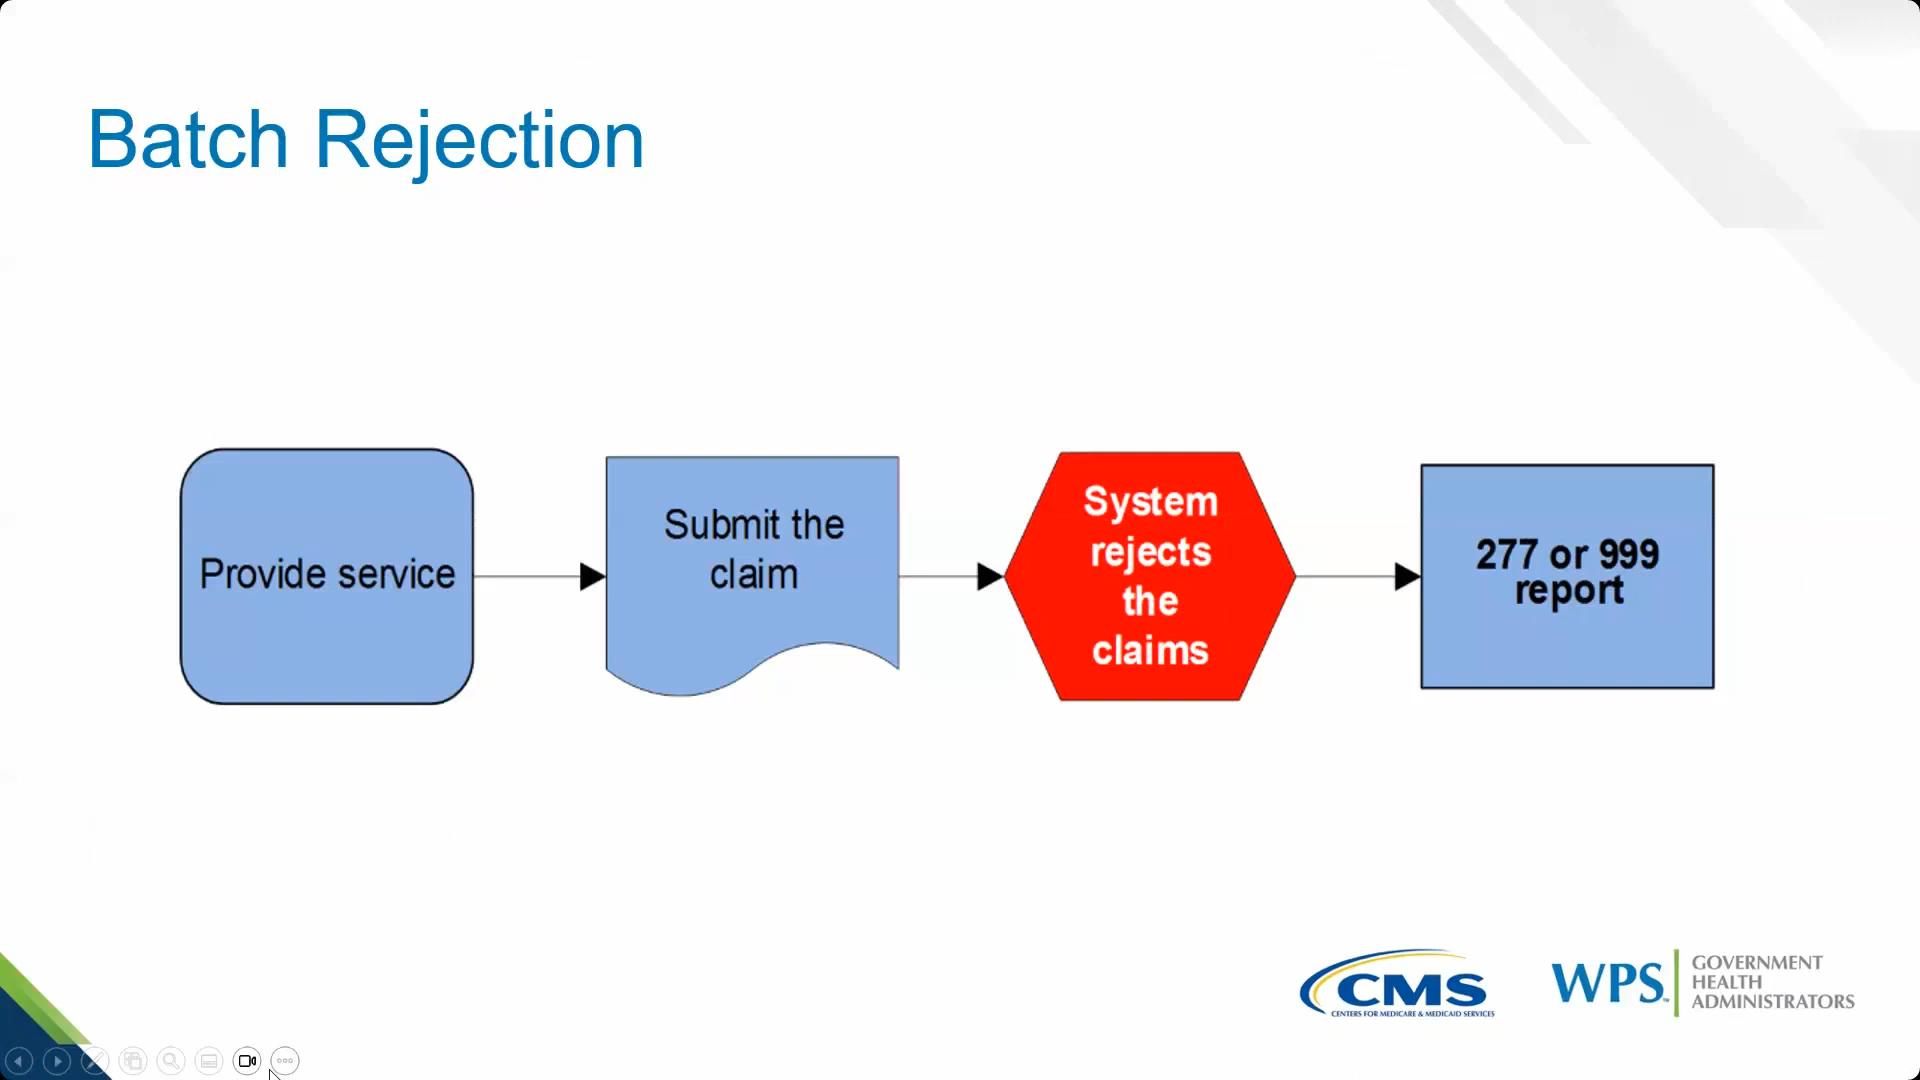 Batch Rejection
Provide service
Submit the
claim
System
rejects
the
claims
277 or 999
report
CMS
CENTERS FOR MEDICARE & MEDICAID SERVICES
WPS™
GOVERNMENT
HEALTH
ADMINISTRATORS